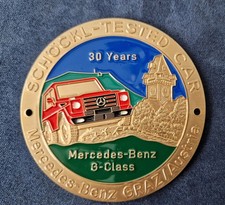 SCHÖCKL-TESTED CAR
30 Years
Mercedes-Benz
G-Class
Mercedes-Benz GRAZ/Austria